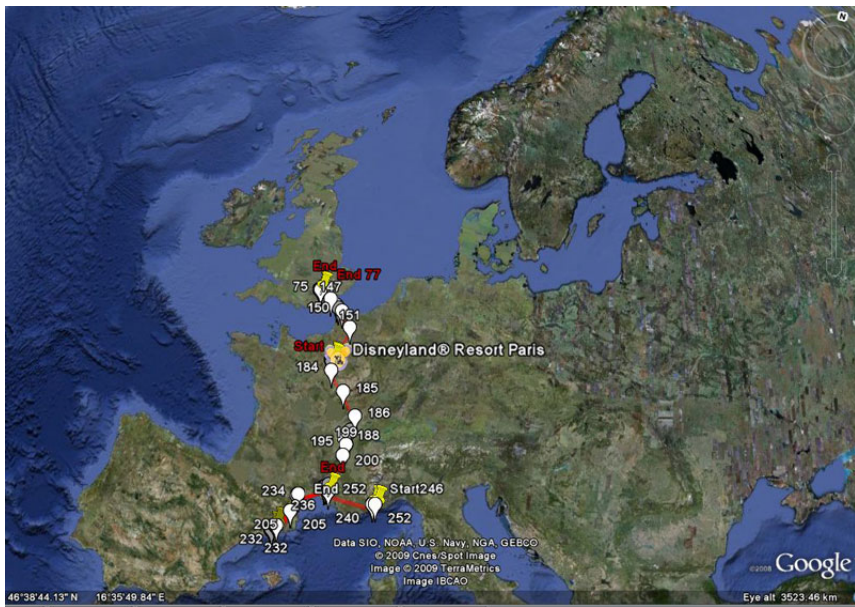 N
End
End 77
75
147
150
151
Start
Disneyland® Resort Paris
184
185
186
199
195
188
200
End
234
End 252
Start246
236
205
205
240
252
232
232
Data SIO, NOAA, U.S. Navy, NGA, GEBCO
© 2009 Cnes/Spot Image
Image © 2009 TerraMetrics
Image IBCAO
©2008 Google
46°38'44.13" N 16°35'49.84" E
Eye alt 3523.46 km